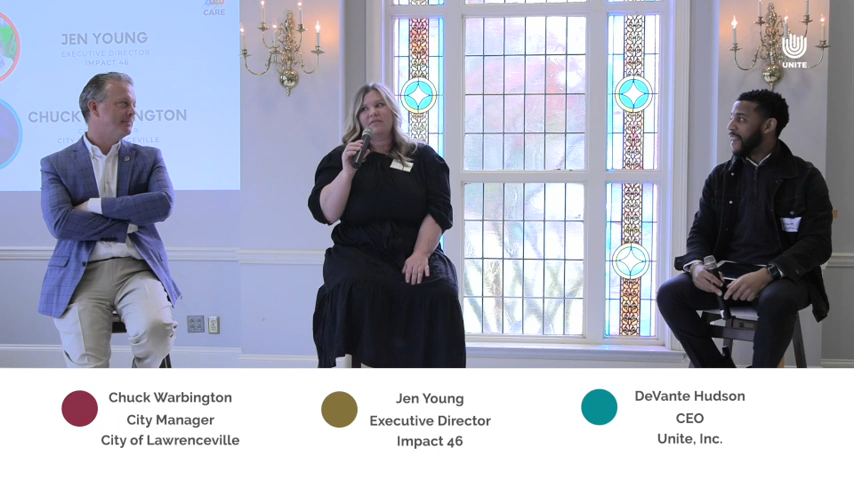 CARE
JEN YOUNG
EXECUTIVE DIRECTOR
IMPACT 46
CHUCK
UNITE
Chuck Warbington
City Manager
City of Lawrenceville
Jen Young
Executive Director
Impact 46
DeVante Hudson
CEO
Unite, Inc.